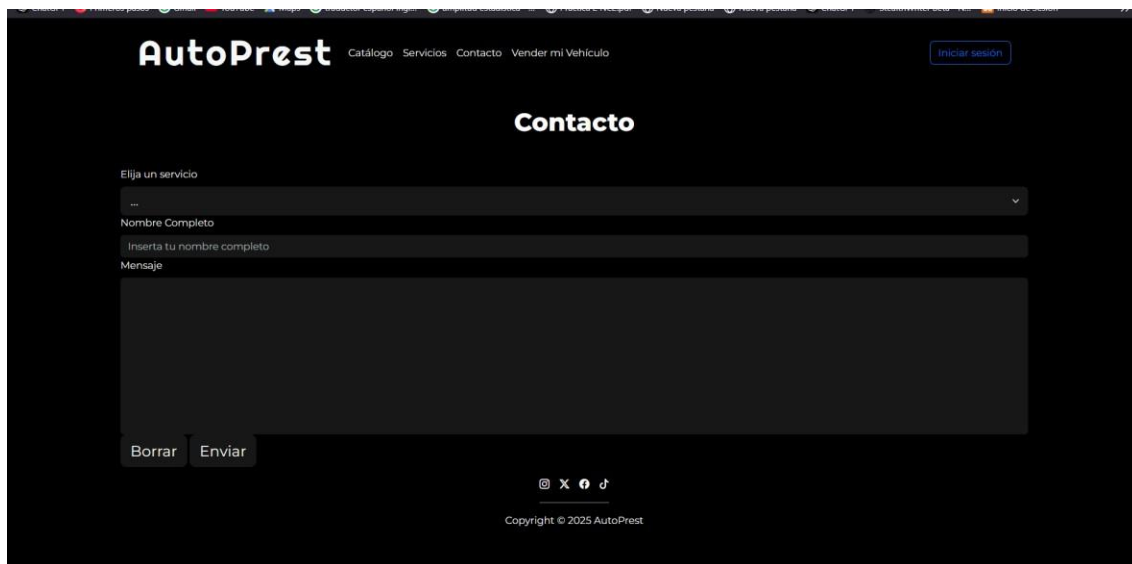 AutoPrest Catálogo Servicios Contacto Vender mi Vehículo Iniciar sesión
Contacto
Elija un servicio
...
Nombre Completo
Inserta tu nombre completo
Mensaje
Borrar Enviar
Copyright © 2025 AutoPrest